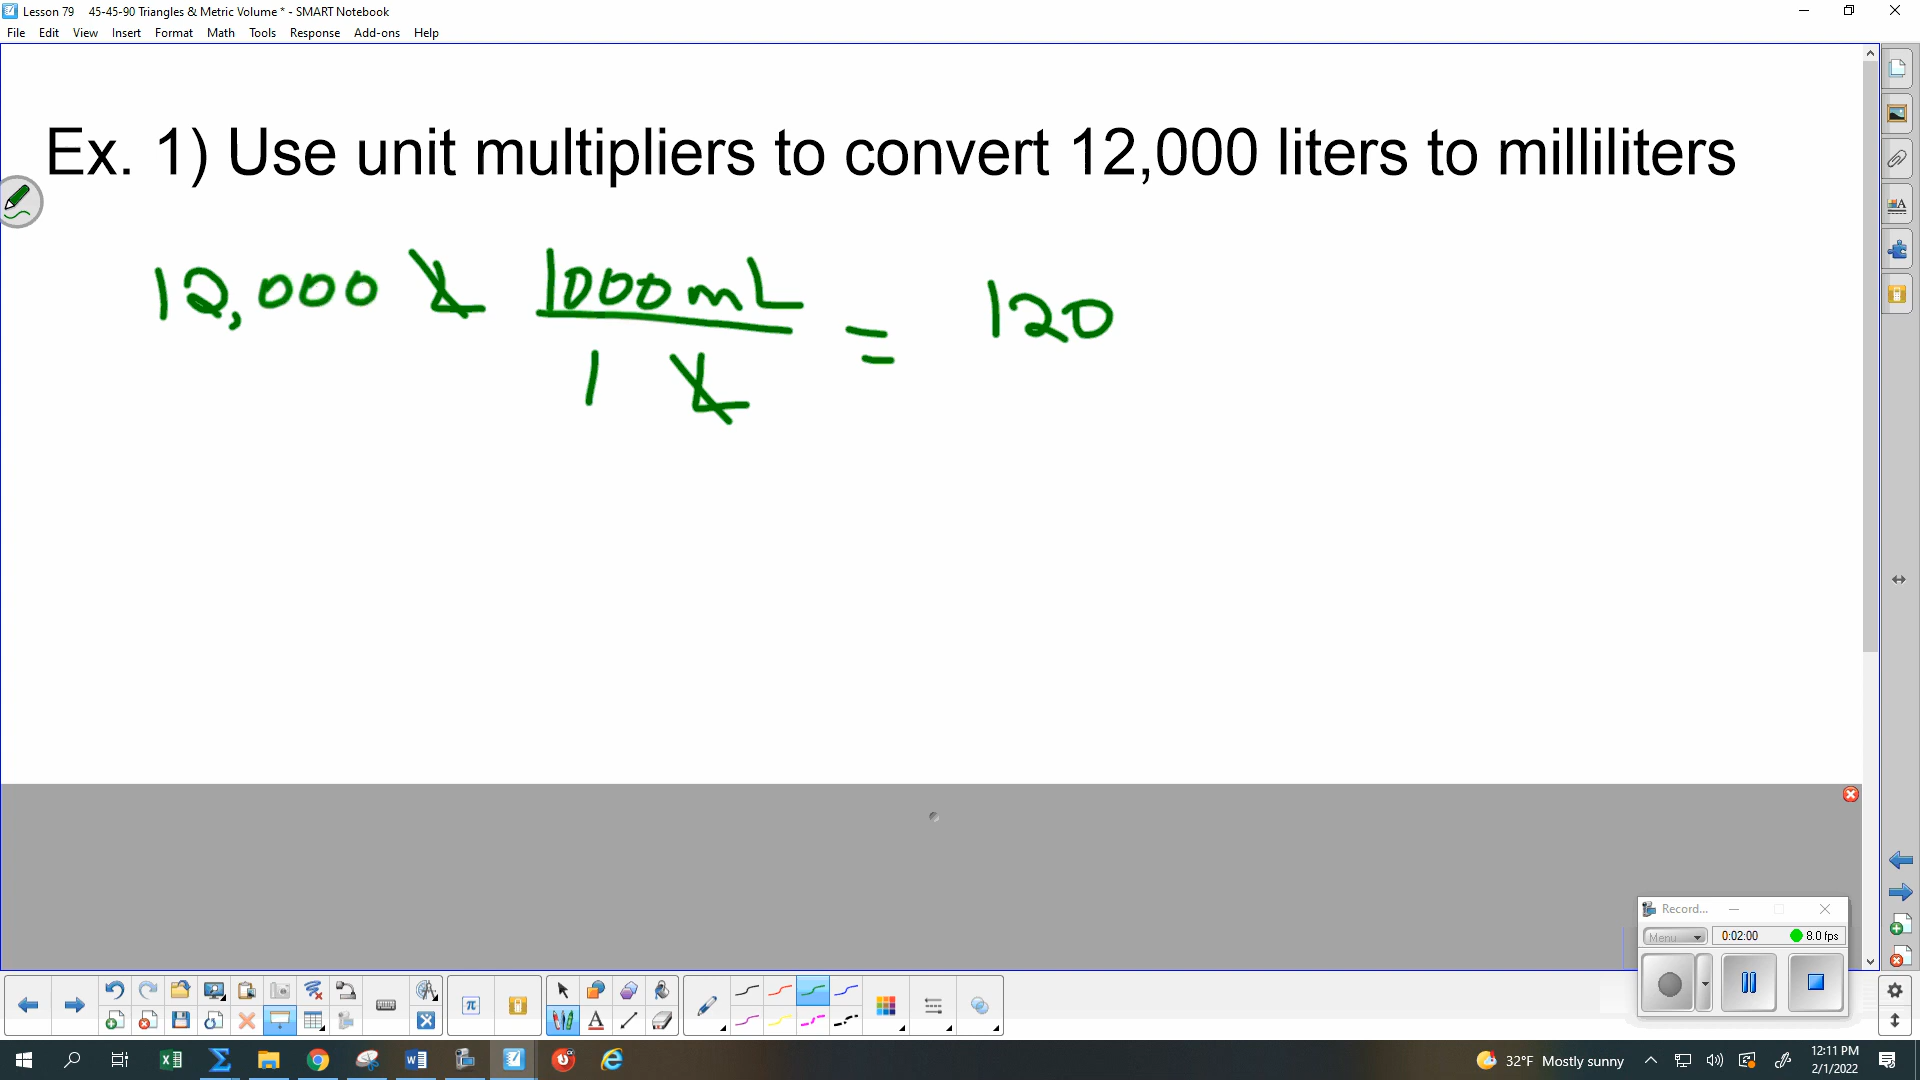 Lesson 79 45-45-90 Triangles & Metric Volume * - SMART Notebook
File Edit View Insert Format Math Tools Response Add-ons Help
Ex. 1) Use unit multipliers to convert 12,000 liters to milliliters
12,000 L 1000 mL = 120
1 L
Record...
Menu 0:02:00 8.0 fps
32°F Mostly sunny
12:11 PM
2/1/2022